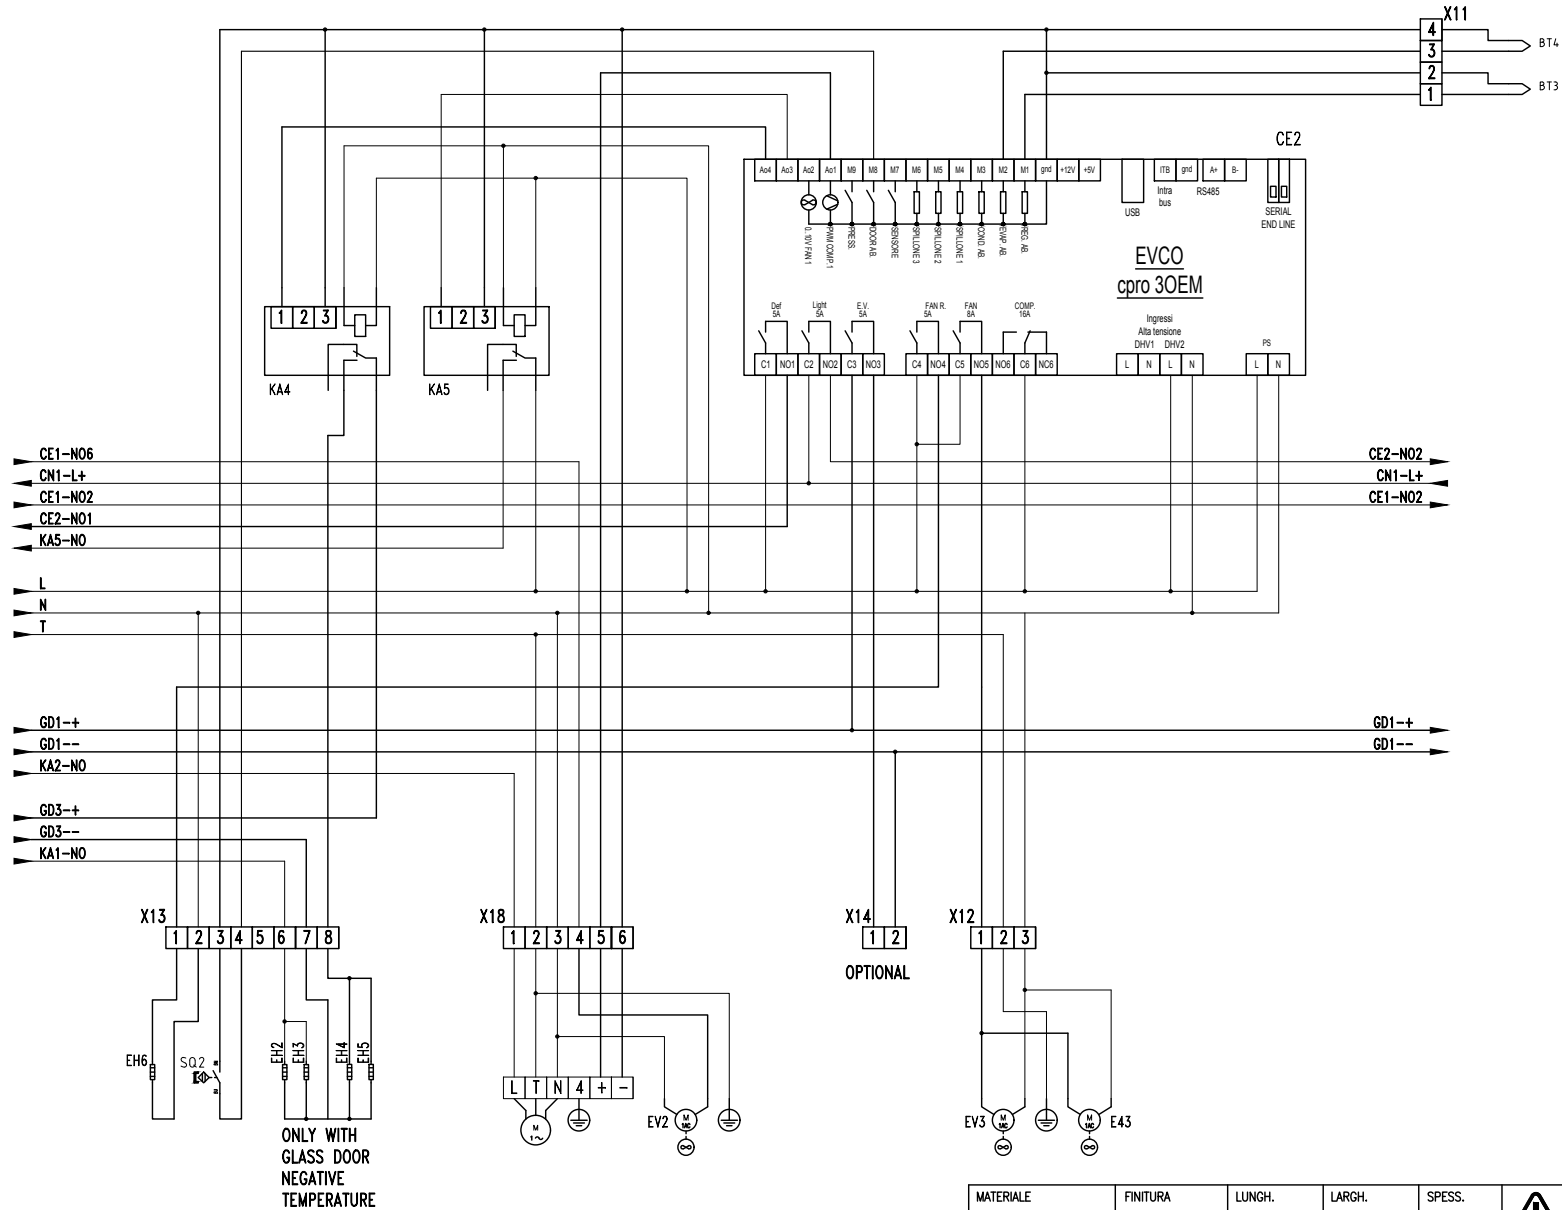 X11
4
BT4
3
2
BT3
1
CE2
Ao4 Ao3 Ao2 Ao1 M9 M8 M7 M6 M5 M4 M3 M2 M1 gnd +12V +5V
ITB gnd A+ B-
USB
Intra
bus
RS485
SERIAL
END LINE
0..10V FAN 1
PWM COMP.1
PRESS.
DOOR AB.
SENSORE
SPILLONE 3
SPILLONE 2
SPILLONE 1
COND. AB.
EVAP. AB.
REG. AB.
EVCO
cpro 3OEM
Def
5A
Light
5A
E.V.
5A
FAN R.
5A
FAN
8A
COMP.
16A
Ingressi
Alta tensione
DHV1 DHV2
PS
C1 NO1 C2 NO2 C3 NO3 C4 NO4 C5 NO5 NO6 C6 NC6 L N L N L N
1 2 3
KA4
1 2 3
KA5
CE1-NO6
CE2-NO2
CN1-L+
CN1-L+
CE1-NO2
CE1-NO2
CE2-NO1
KA5-NO
L
N
T
GD1-+
GD1-+
GD1--
GD1--
KA2-NO
GD3-+
GD3--
KA1-NO
X13
1 2 3 4 5 6 7 8
X18
1 2 3 4 5 6
X14
1 2
OPTIONAL
X12
1 2 3
EH6
SQ2
EH2
EH3
EH4
EH5
L T N 4 + -
M
1~
EV2
M
1AC
EV3
M
1AC
M
1AC
E43
ONLY WITH
GLASS DOOR
NEGATIVE
TEMPERATURE
MATERIALE FINITURA LUNGH. LARGH. SPESS.